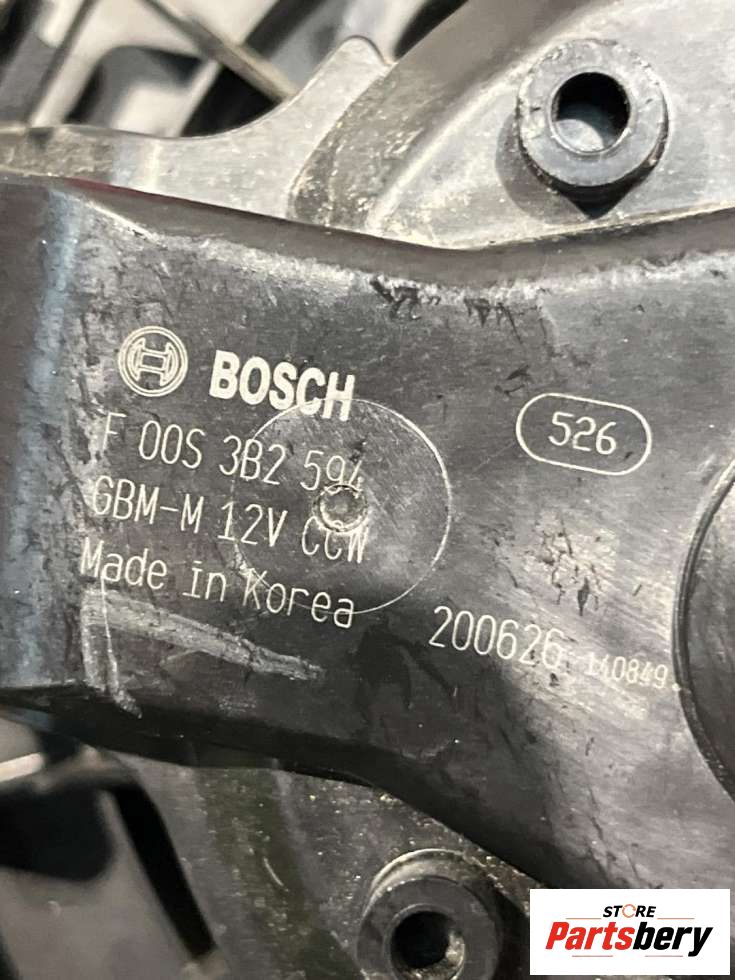 BOSCH
F 00S 3B2 594
GBM-M 12V CCW
Made in Korea
526
200626 140849
STORE
Partsbery